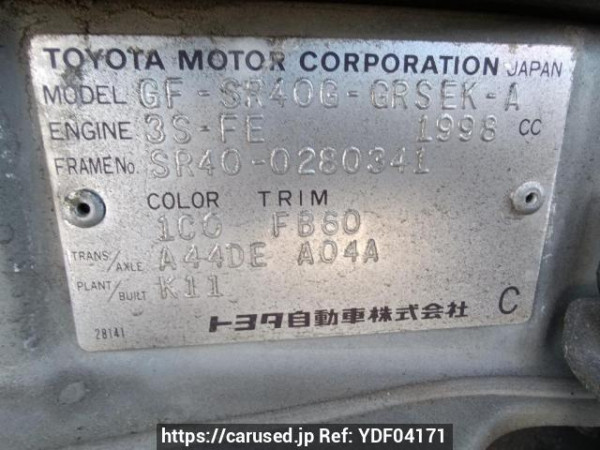 TOYOTA MOTOR CORPORATION JAPAN
MODEL GF-SR40G-GRSEK-A
ENGINE 3S-FE 1998 CC
FRAME No. SR40-0280341
COLOR TRIM
1C0 FB60
TRANS/AXLE A44DE A04A
PLANT/BUILT K11
C
28141 トヨタ自動車株式会社
https://carused.jp Ref: YDF04171